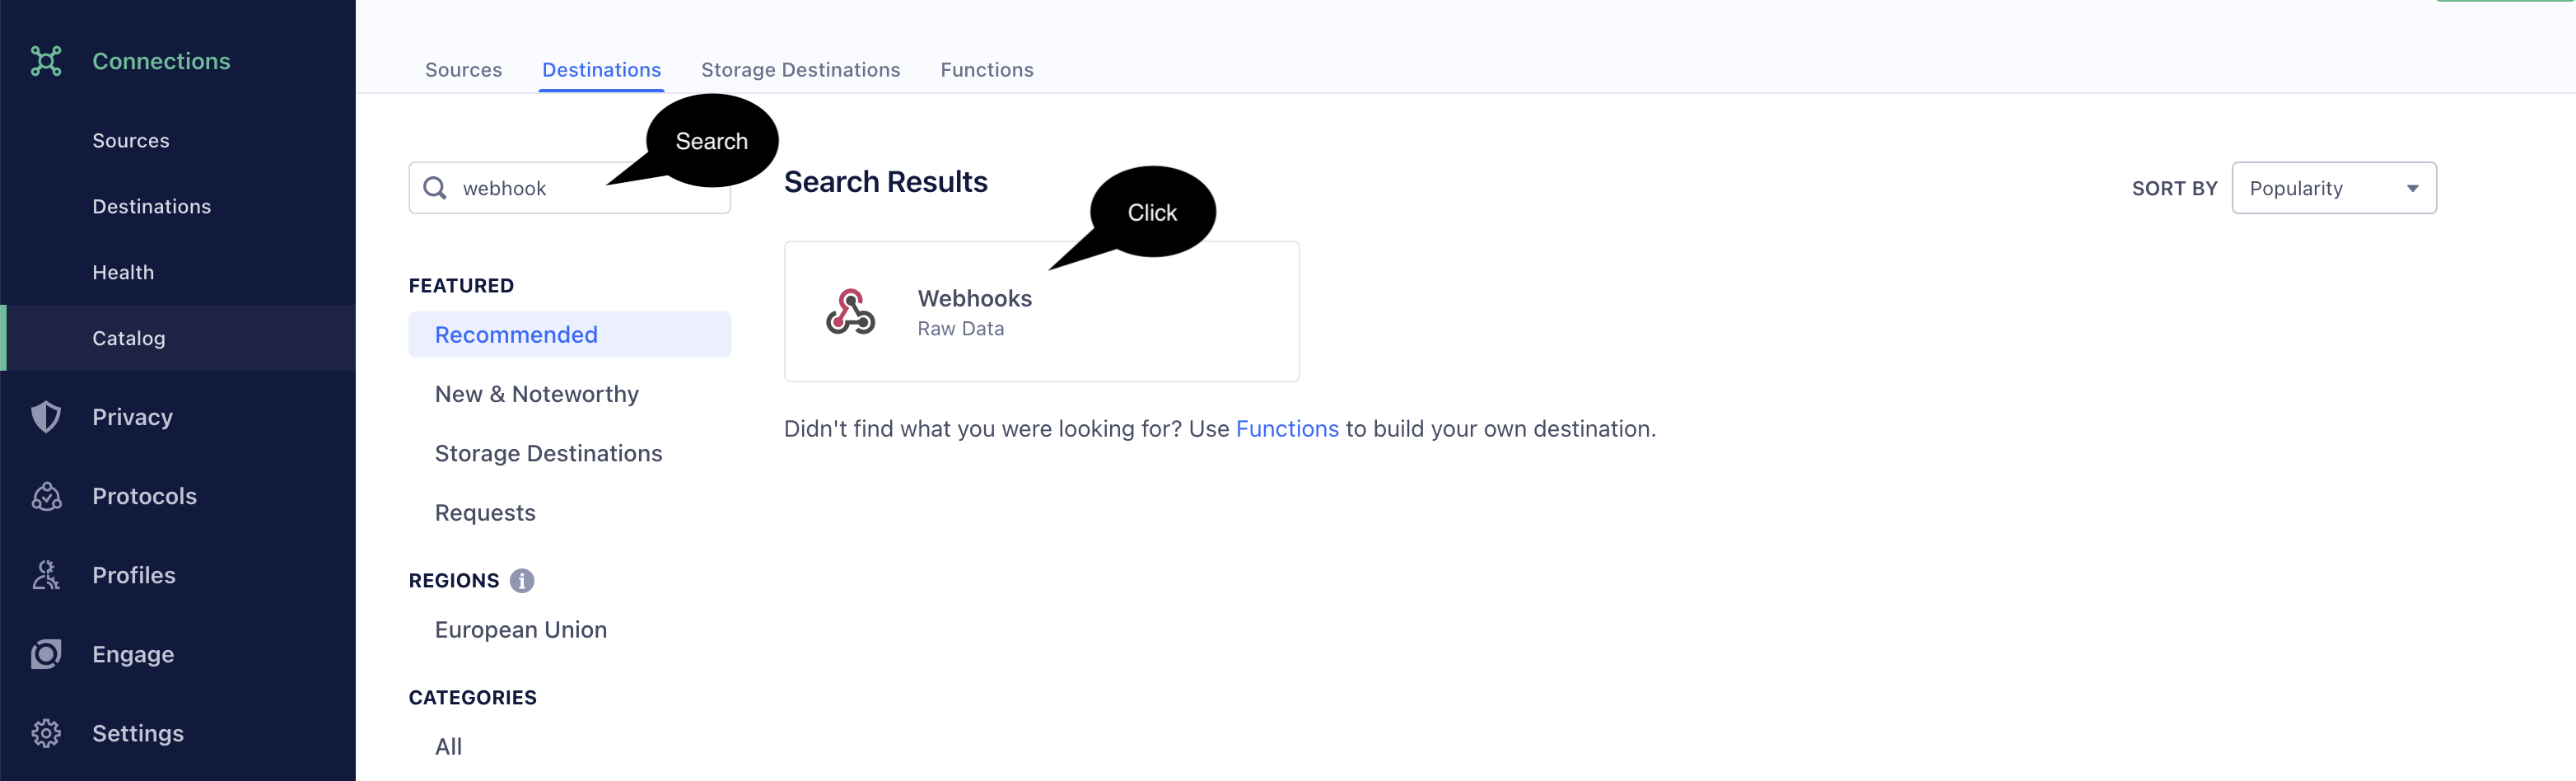 Connections
Sources
Destinations
Health
Catalog
Privacy
Protocols
Profiles
Engage
Settings
Sources Destinations Storage Destinations Functions
Search
webhook
FEATURED
Recommended
New & Noteworthy
Storage Destinations
Requests
REGIONS
European Union
CATEGORIES
All
Search Results
SORT BY Popularity
Click
Webhooks
Raw Data
Didn't find what you were looking for? Use Functions to build your own destination.